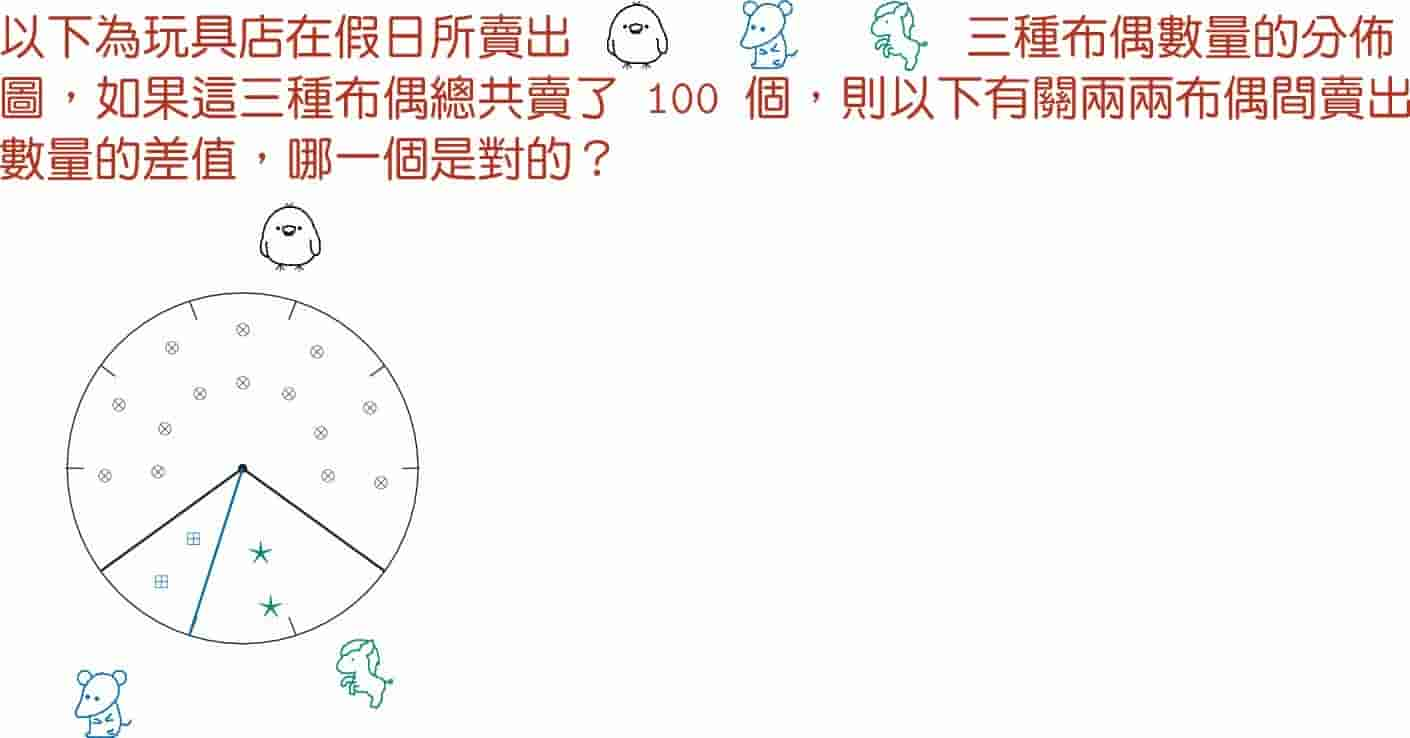 以下為玩具店在假日所賣出 三種布偶數量的分佈
圖，如果這三種布偶總共賣了 100 個，則以下有關兩兩布偶間賣出
數量的差值，哪一個是對的？